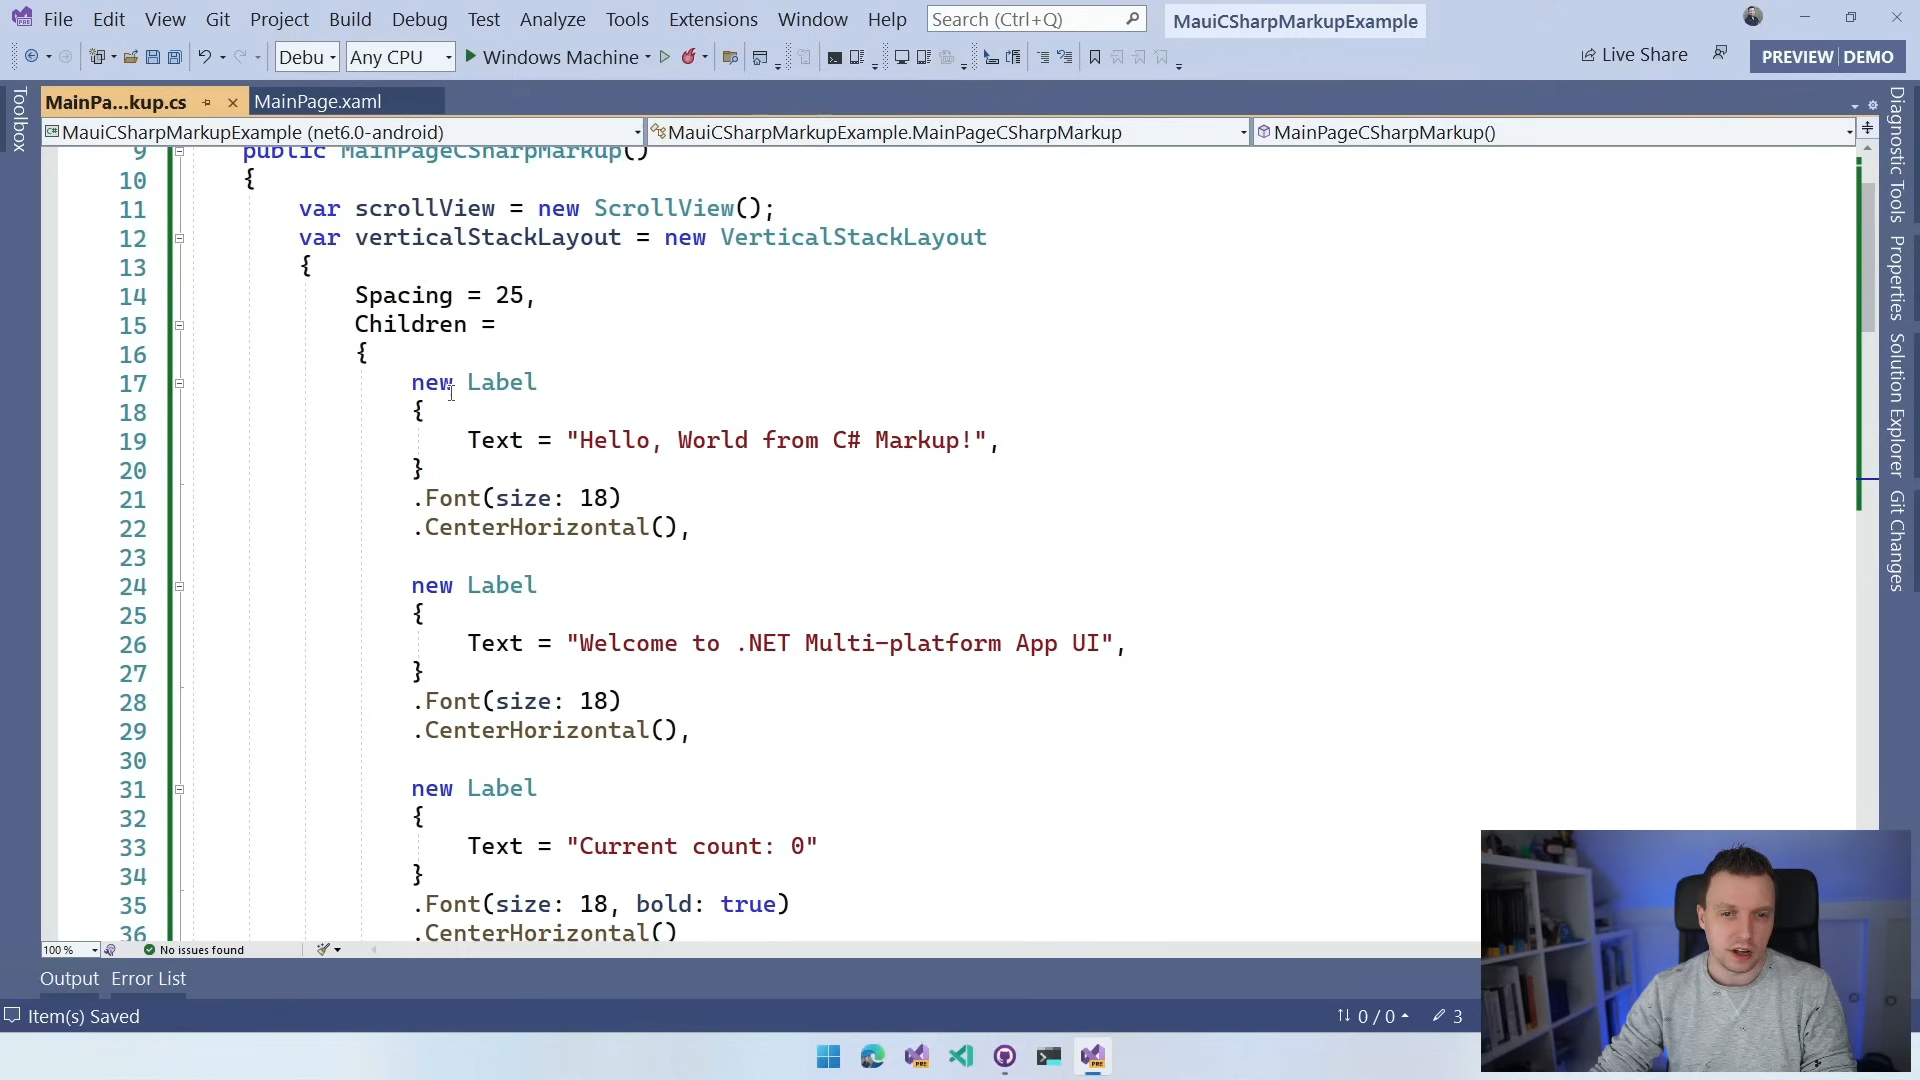 File Edit View Git Project Build Debug Test Analyze Tools Extensions Window Help Search (Ctrl+Q) MauiCSharpMarkupExample
Debu Any CPU Windows Machine Live Share PREVIEW DEMO
MainPa...kup.cs MainPage.xaml
MauiCSharpMarkupExample (net6.0-android) MauiCSharpMarkupExample.MainPageCSharpMarkup MainPageCSharpMarkup()
Toolbox
9 public MainPageCSharpMarkup()
10 {
11 var scrollView = new ScrollView();
12 var verticalStackLayout = new VerticalStackLayout
13 {
14 Spacing = 25,
15 Children =
16 {
17 new Label
18 {
19 Text = "Hello, World from C# Markup!",
20 }
21 .Font(size: 18)
22 .CenterHorizontal(),
23
24 new Label
25 {
26 Text = "Welcome to .NET Multi-platform App UI",
27 }
28 .Font(size: 18)
29 .CenterHorizontal(),
30
31 new Label
32 {
33 Text = "Current count: 0"
34 }
35 .Font(size: 18, bold: true)
36 .CenterHorizontal()
Diagnostic Tools
Properties
Solution Explorer
Git Changes
100 % No issues found
Output Error List
Item(s) Saved 0 / 0 3